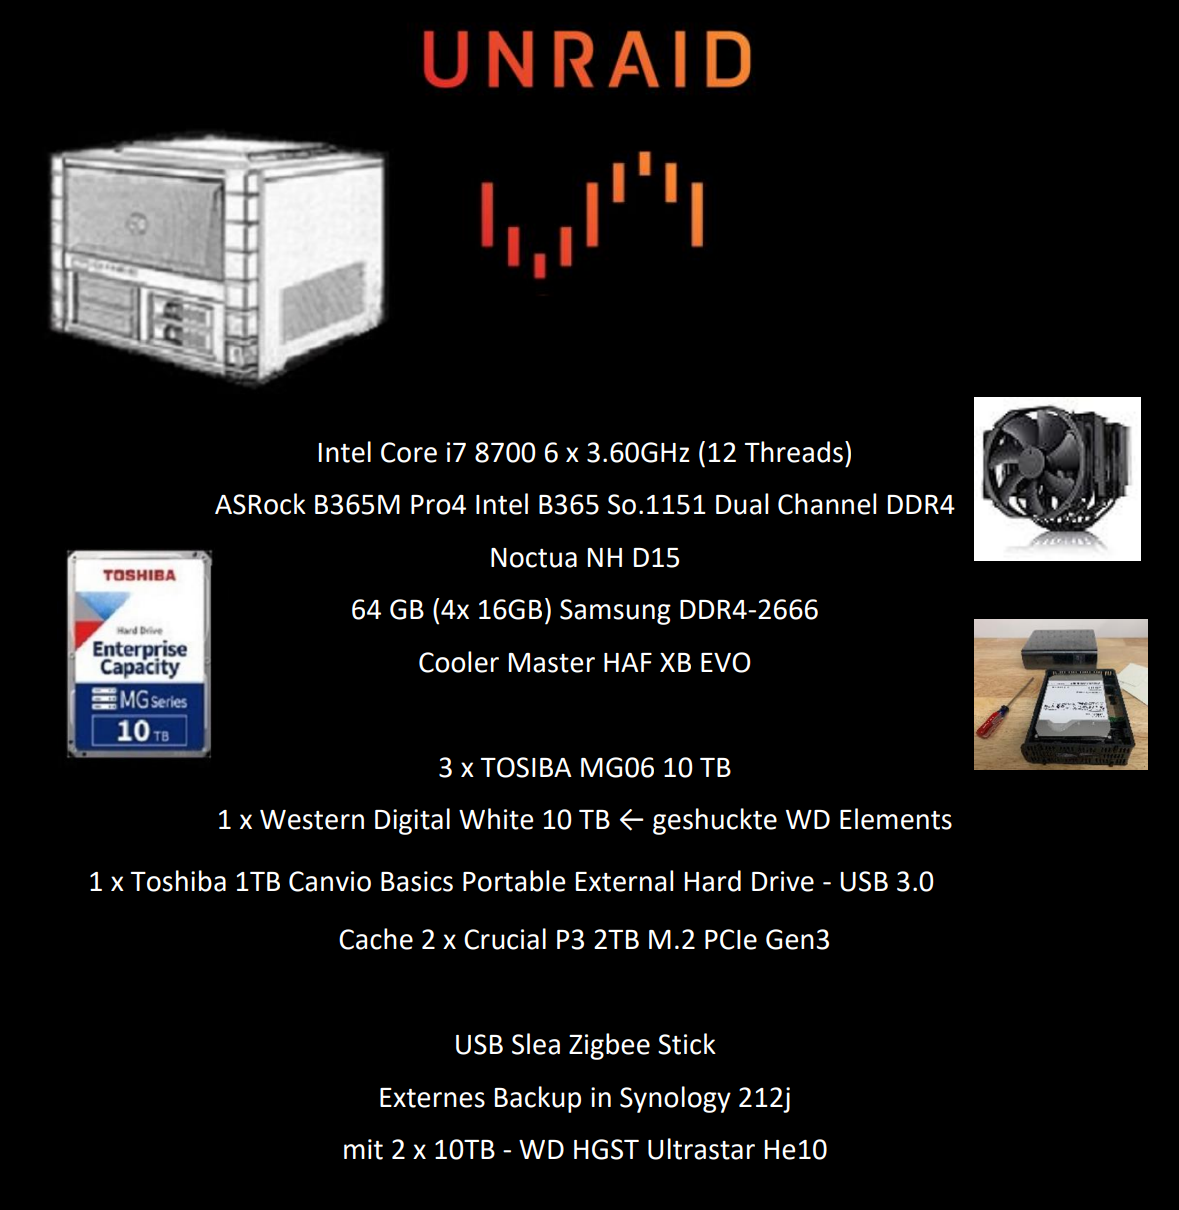 UNRAID
Intel Core i7 8700 6 x 3.60GHz (12 Threads)
ASRock B365M Pro4 Intel B365 So.1151 Dual Channel DDR4
Noctua NH D15
64 GB (4x 16GB) Samsung DDR4-2666
Cooler Master HAF XB EVO
TOSHIBA
Hard Drive
Enterprise
Capacity
MG Series
10 TB
3 x TOSIBA MG06 10 TB
1 x Western Digital White 10 TB ← geshuckte WD Elements
1 x Toshiba 1TB Canvio Basics Portable External Hard Drive - USB 3.0
Cache 2 x Crucial P3 2TB M.2 PCIe Gen3
USB Slea Zigbee Stick
Externes Backup in Synology 212j
mit 2 x 10TB - WD HGST Ultrastar He10